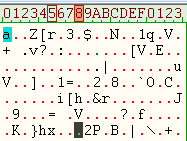 0123456789ABCDEF0123
a..Z[r.3.$..N..1q.V.
+ .v?.:.......[V.E..
...........|.......u
V..]..1=..2.8..`O.C.
......i[h.&r......J
.9...=.V....?.f....
.K.}hx...2P.B.|.\.+.